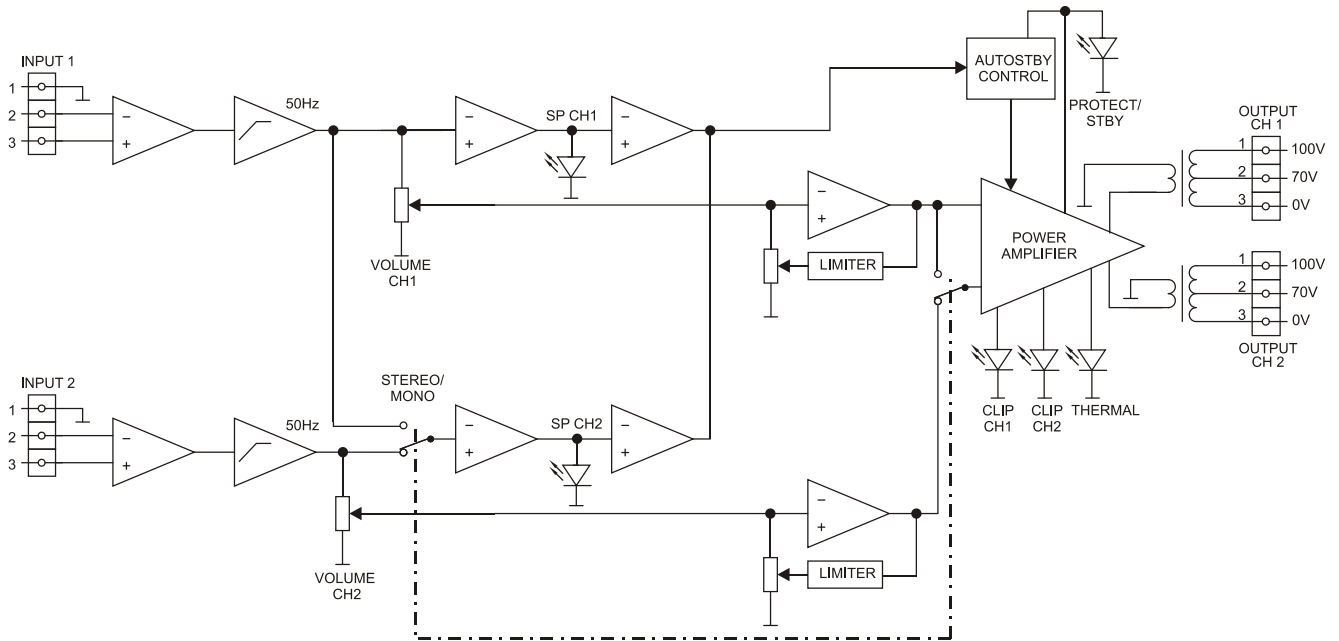 INPUT 1
1
2
3
50Hz
−
+
−
+
SP CH1
−
+
AUTOSTBY
CONTROL
PROTECT/
STBY
VOLUME
CH1
−
+
LIMITER
POWER
AMPLIFIER
OUTPUT
CH 1
1
100V
2
70V
3
0V
1
100V
2
70V
3
0V
OUTPUT
CH 2
CLIP
CH1
CLIP
CH2
THERMAL
INPUT 2
1
2
3
50Hz
−
+
STEREO/
MONO
−
+
SP CH2
−
+
VOLUME
CH2
−
+
LIMITER